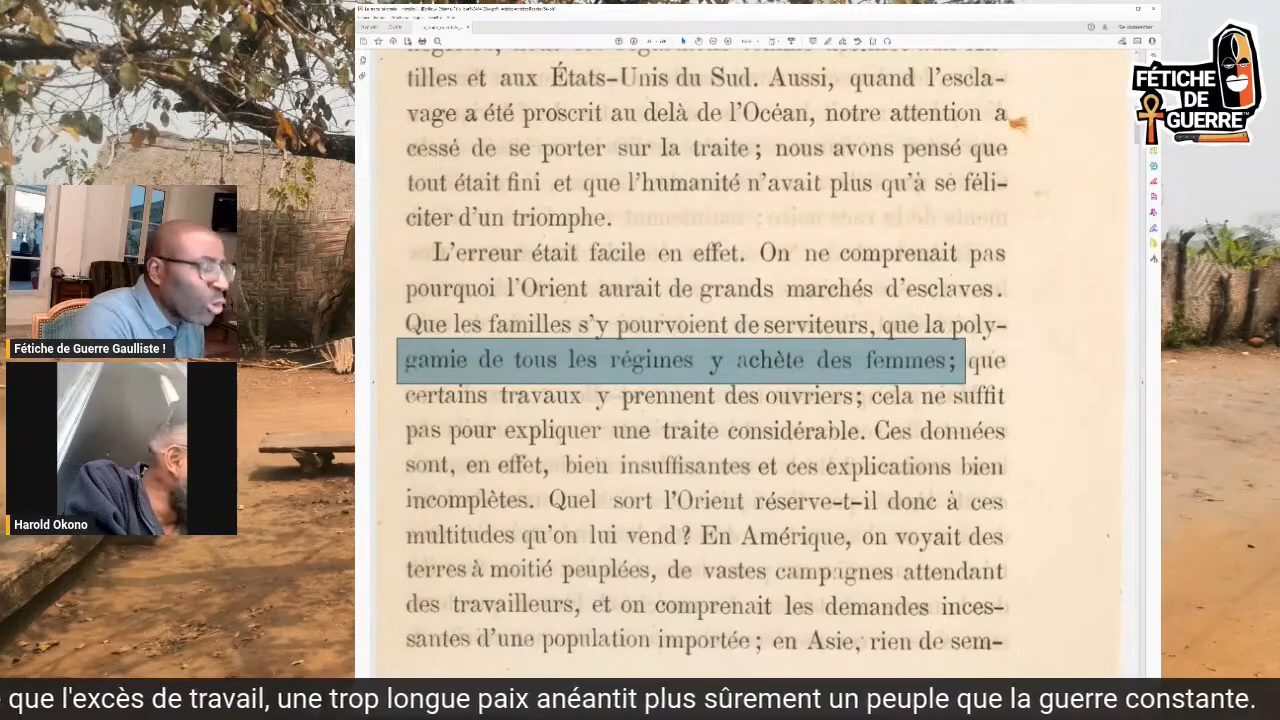 tilles et aux États-Unis du Sud. Aussi, quand l'escla-
vage a été proscrit au delà de l'Océan, notre attention a
cessé de se porter sur la traite ; nous avons pensé que
tout était fini et que l'humanité n'avait plus qu'à se féli-
citer d'un triomphe.
L'erreur était facile en effet. On ne comprenait pas
pourquoi l'Orient aurait de grands marchés d'esclaves.
Que les familles s'y pourvoient de serviteurs, que la poly-
gamie de tous les régimes y achète des femmes ; que
certains travaux y prennent des ouvriers ; cela ne suffit
pas pour expliquer une traite considérable. Ces données
sont, en effet, bien insuffisantes et ces explications bien
incomplètes. Quel sort l'Orient réserve-t-il donc à ces
multitudes qu'on lui vend ? En Amérique, on voyait des
terres à moitié peuplées, de vastes campagnes attendant
des travailleurs, et on comprenait les demandes inces-
santes d'une population importée ; en Asie, rien de sem-
FÉTICHE
DE
GUERRE™
Fétiche de Guerre Gaulliste !
Harold Okono
que l'excès de travail, une trop longue paix anéantit plus sûrement un peuple que la guerre constante.